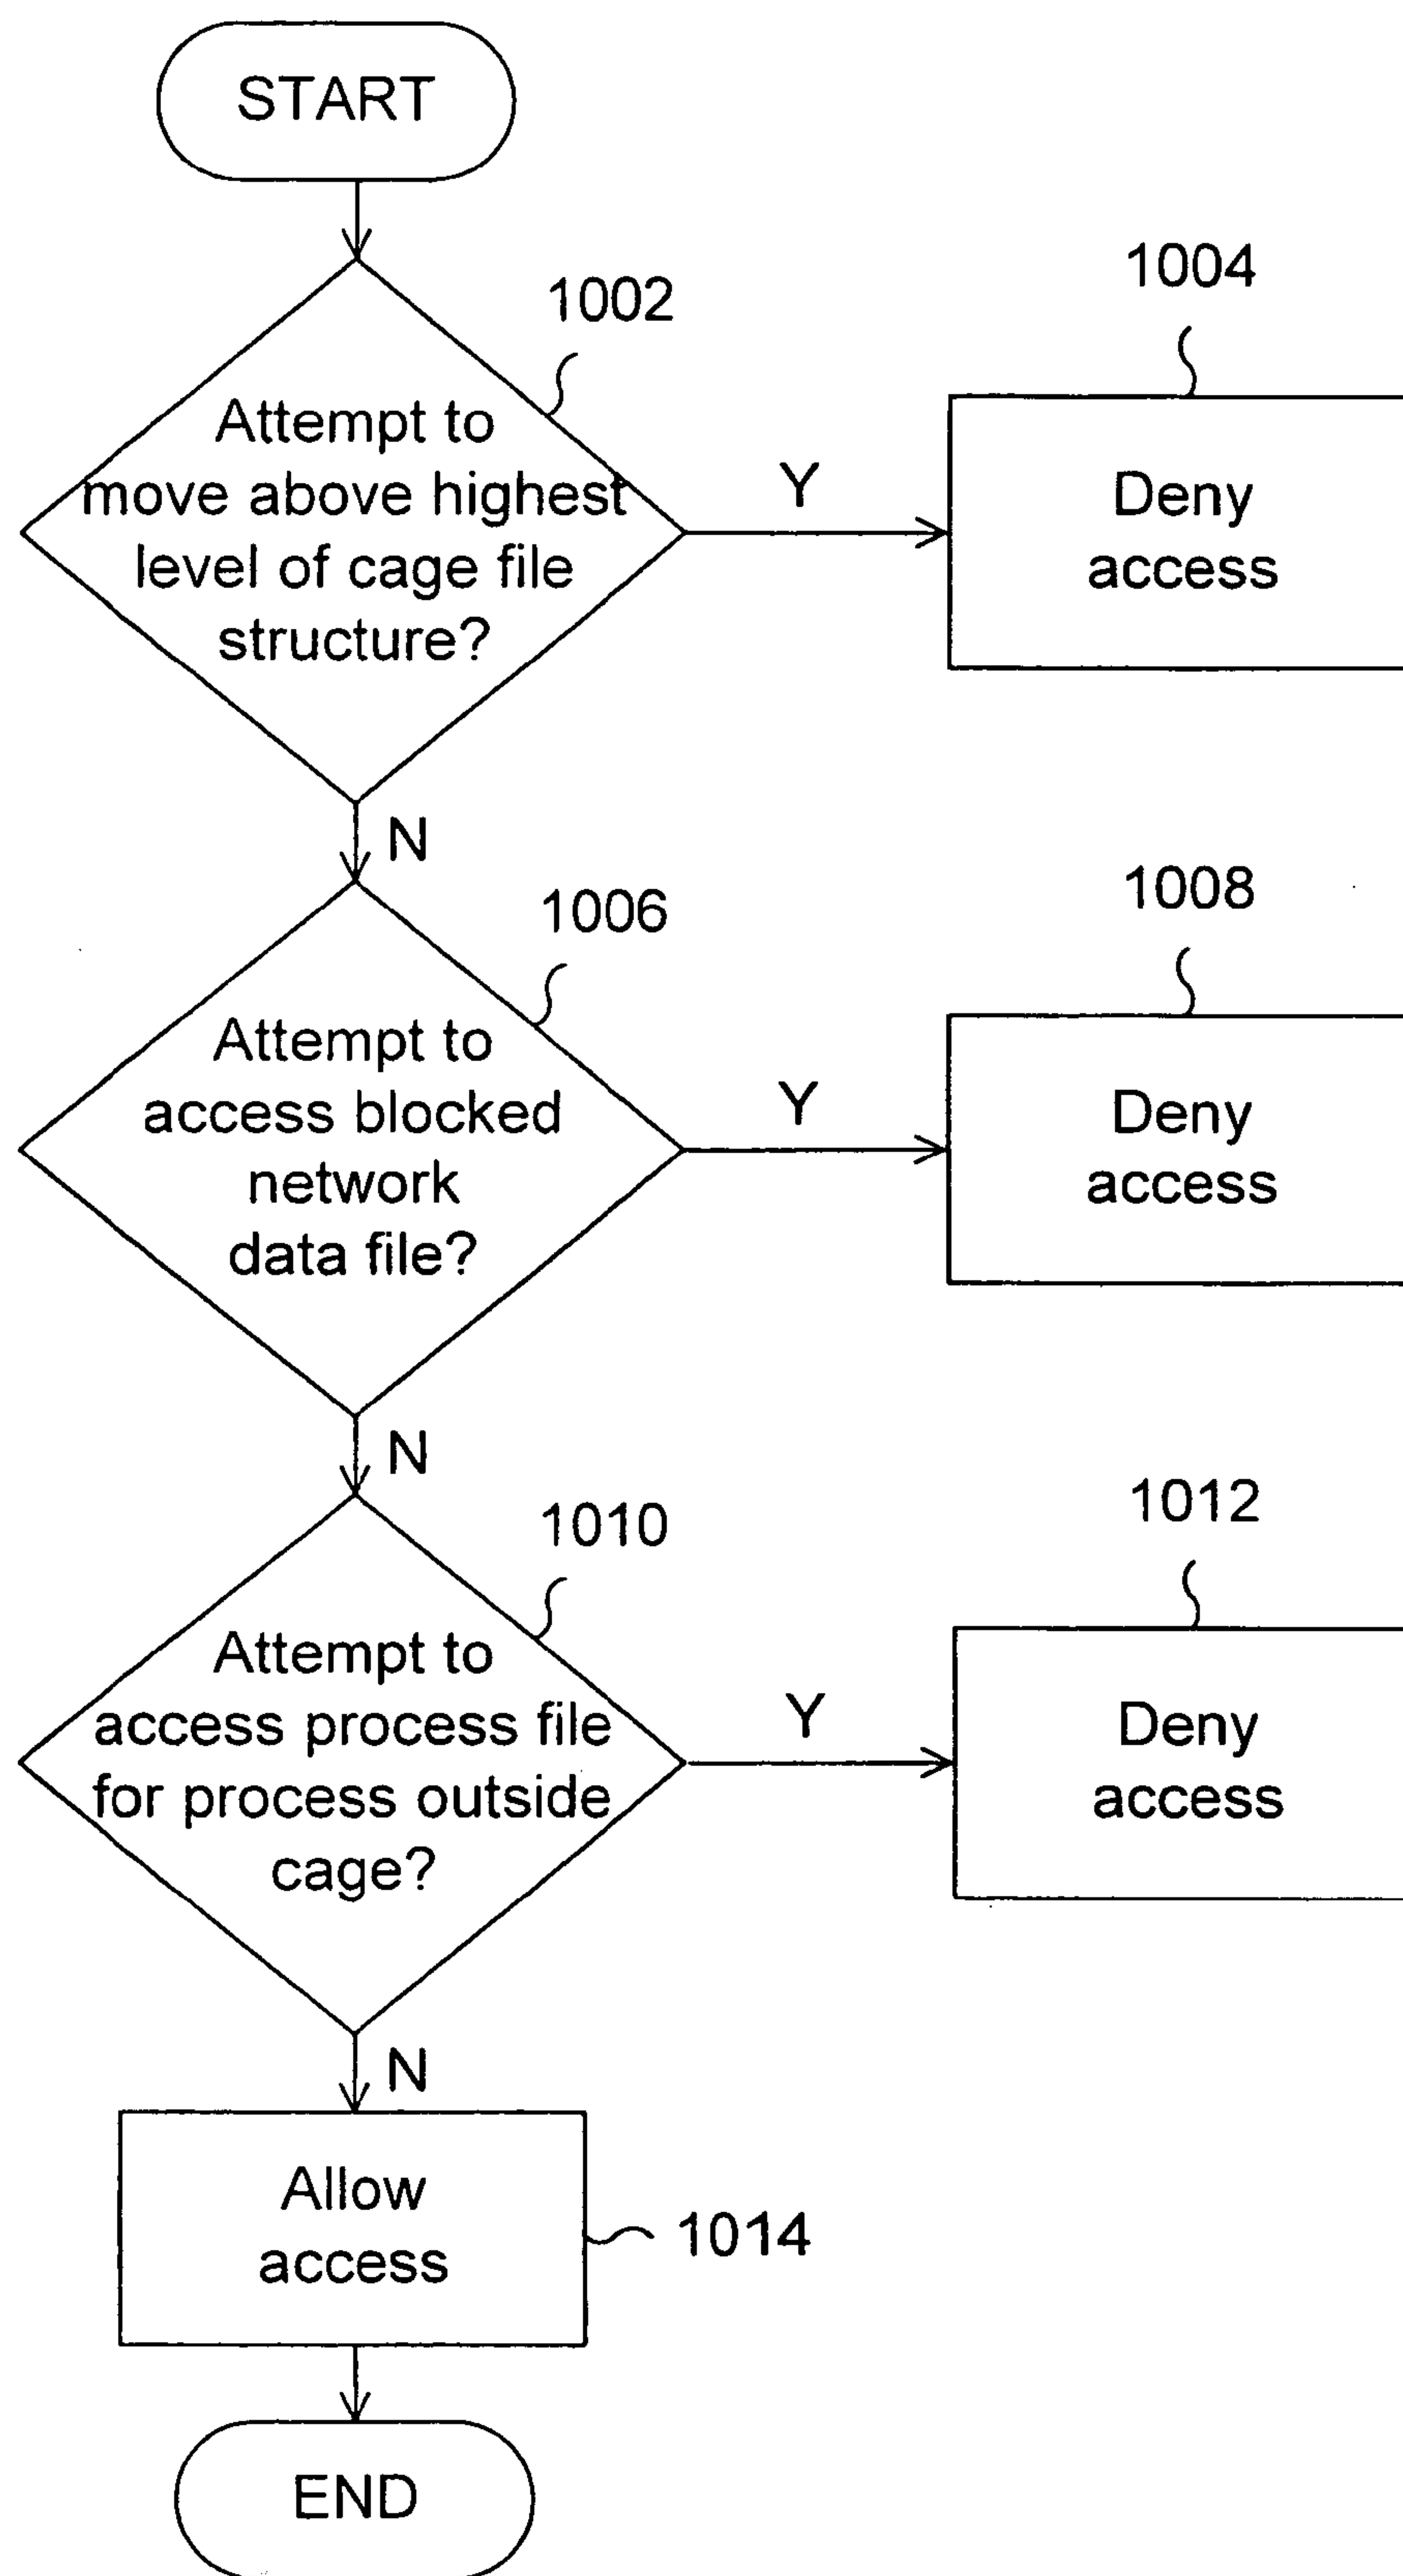 START
1002
Attempt to
move above highest
level of cage file
structure?
Y
1004
Deny
access
N
1006
Attempt to
access blocked
network
data file?
Y
1008
Deny
access
N
1010
Attempt to
access process file
for process outside
cage?
Y
1012
Deny
access
N
Allow
access
1014
END